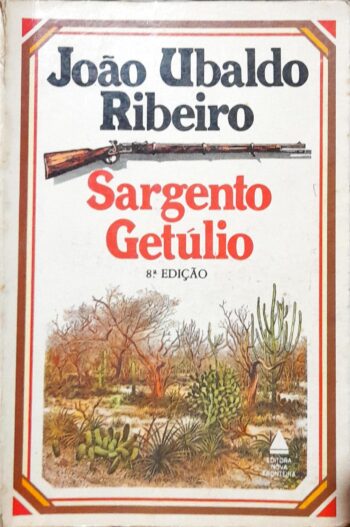 João Ubaldo
Ribeiro
Sargento
Getúlio
8ª EDIÇÃO
EDITORA
NOVA
FRONTEIRA